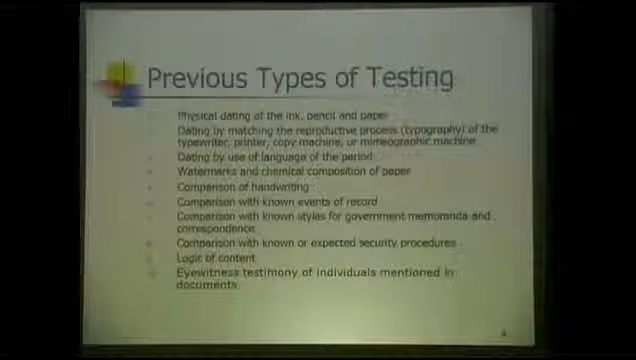 Previous Types of Testing
Physical dating of the ink, pencil and paper
Dating by matching the reproductive process (typography) of the
typewriter, printer, copy machine, or mimeographic machine
Dating by use of language of the period
Watermarks and chemical composition of paper
Comparison of handwriting
Comparison with known events of record
Comparison with known styles for government memoranda and
correspondence
Comparison with known or expected security procedures
Logic of content
Eyewitness testimony of individuals mentioned in
documents